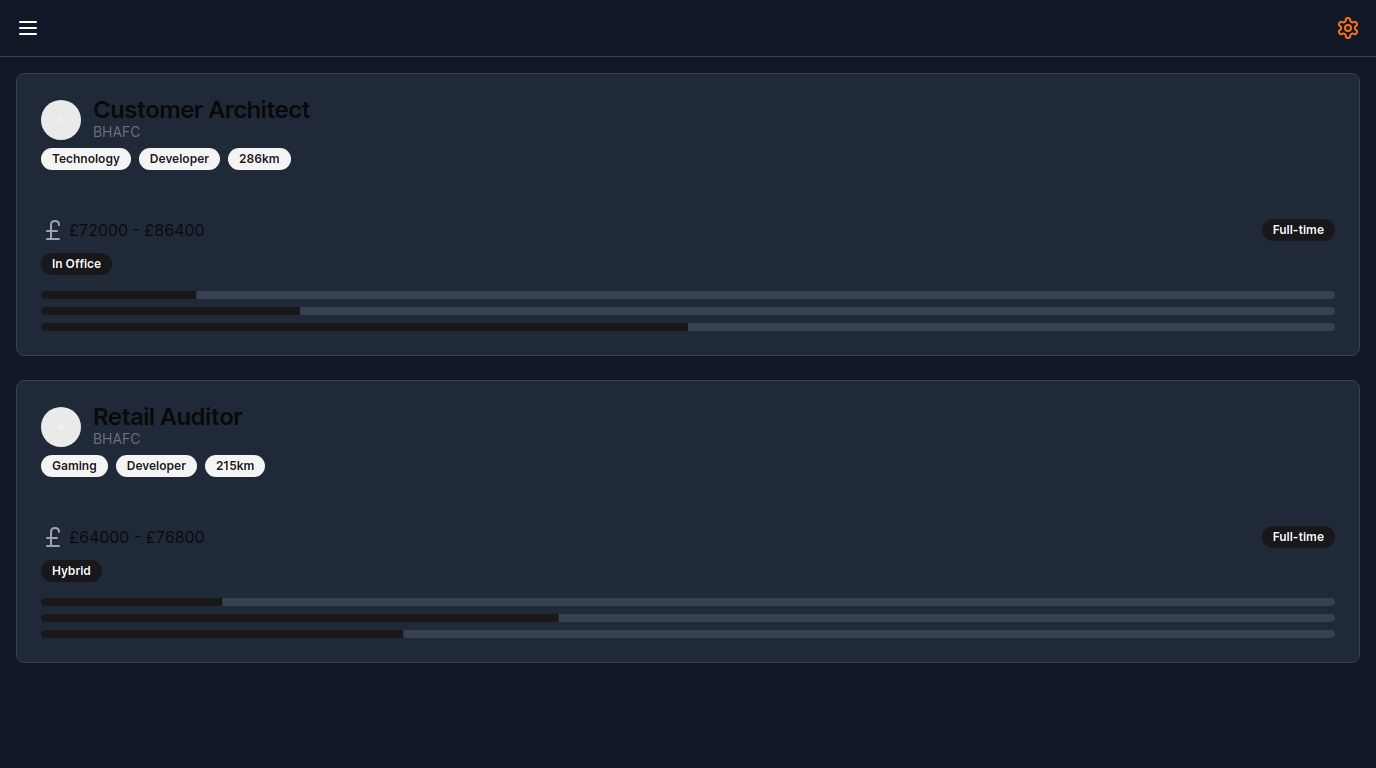 Customer Architect
BHAFC
Technology Developer 286km
£72000 - £86400 Full-time
In Office
Retail Auditor
BHAFC
Gaming Developer 215km
£64000 - £76800 Full-time
Hybrid